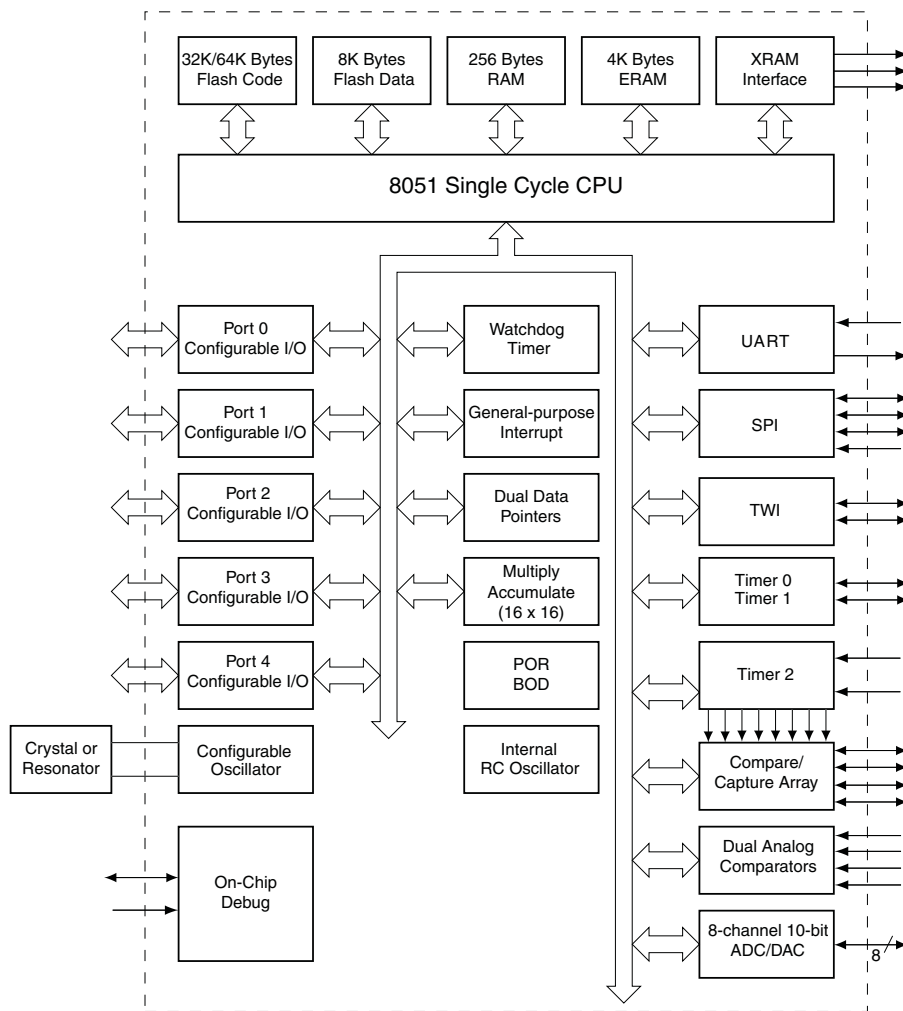 32K/64K Bytes
Flash Code
8K Bytes
Flash Data
256 Bytes
RAM
4K Bytes
ERAM
XRAM
Interface
8051 Single Cycle CPU
Port 0
Configurable I/O
Watchdog
Timer
UART
Port 1
Configurable I/O
General-purpose
Interrupt
SPI
Port 2
Configurable I/O
Dual Data
Pointers
TWI
Port 3
Configurable I/O
Multiply
Accumulate
(16 x 16)
Timer 0
Timer 1
Port 4
Configurable I/O
POR
BOD
Timer 2
Crystal or
Resonator
Configurable
Oscillator
Internal
RC Oscillator
Compare/
Capture Array
On-Chip
Debug
Dual Analog
Comparators
8-channel 10-bit
ADC/DAC
8